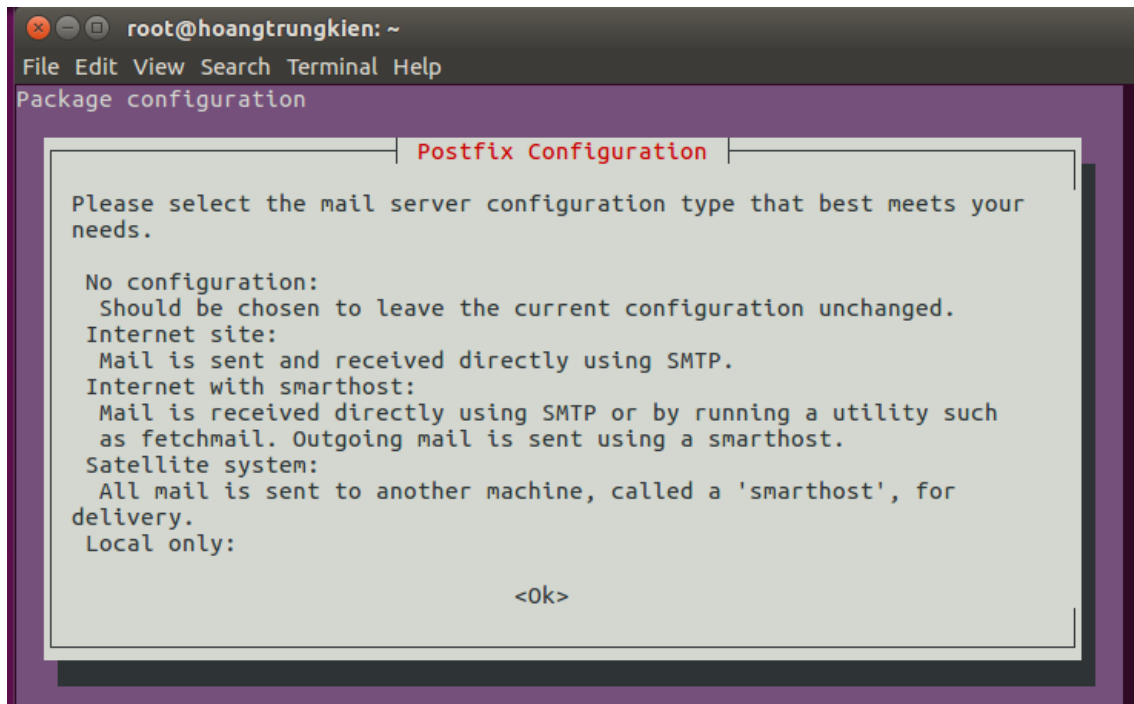 root@hoangtrungkien: ~
File Edit View Search Terminal Help
Package configuration
Postfix Configuration
Please select the mail server configuration type that best meets your
needs.
No configuration:
Should be chosen to leave the current configuration unchanged.
Internet site:
Mail is sent and received directly using SMTP.
Internet with smarthost:
Mail is received directly using SMTP or by running a utility such
as fetchmail. Outgoing mail is sent using a smarthost.
Satellite system:
All mail is sent to another machine, called a 'smarthost', for
delivery.
Local only:
<Ok>